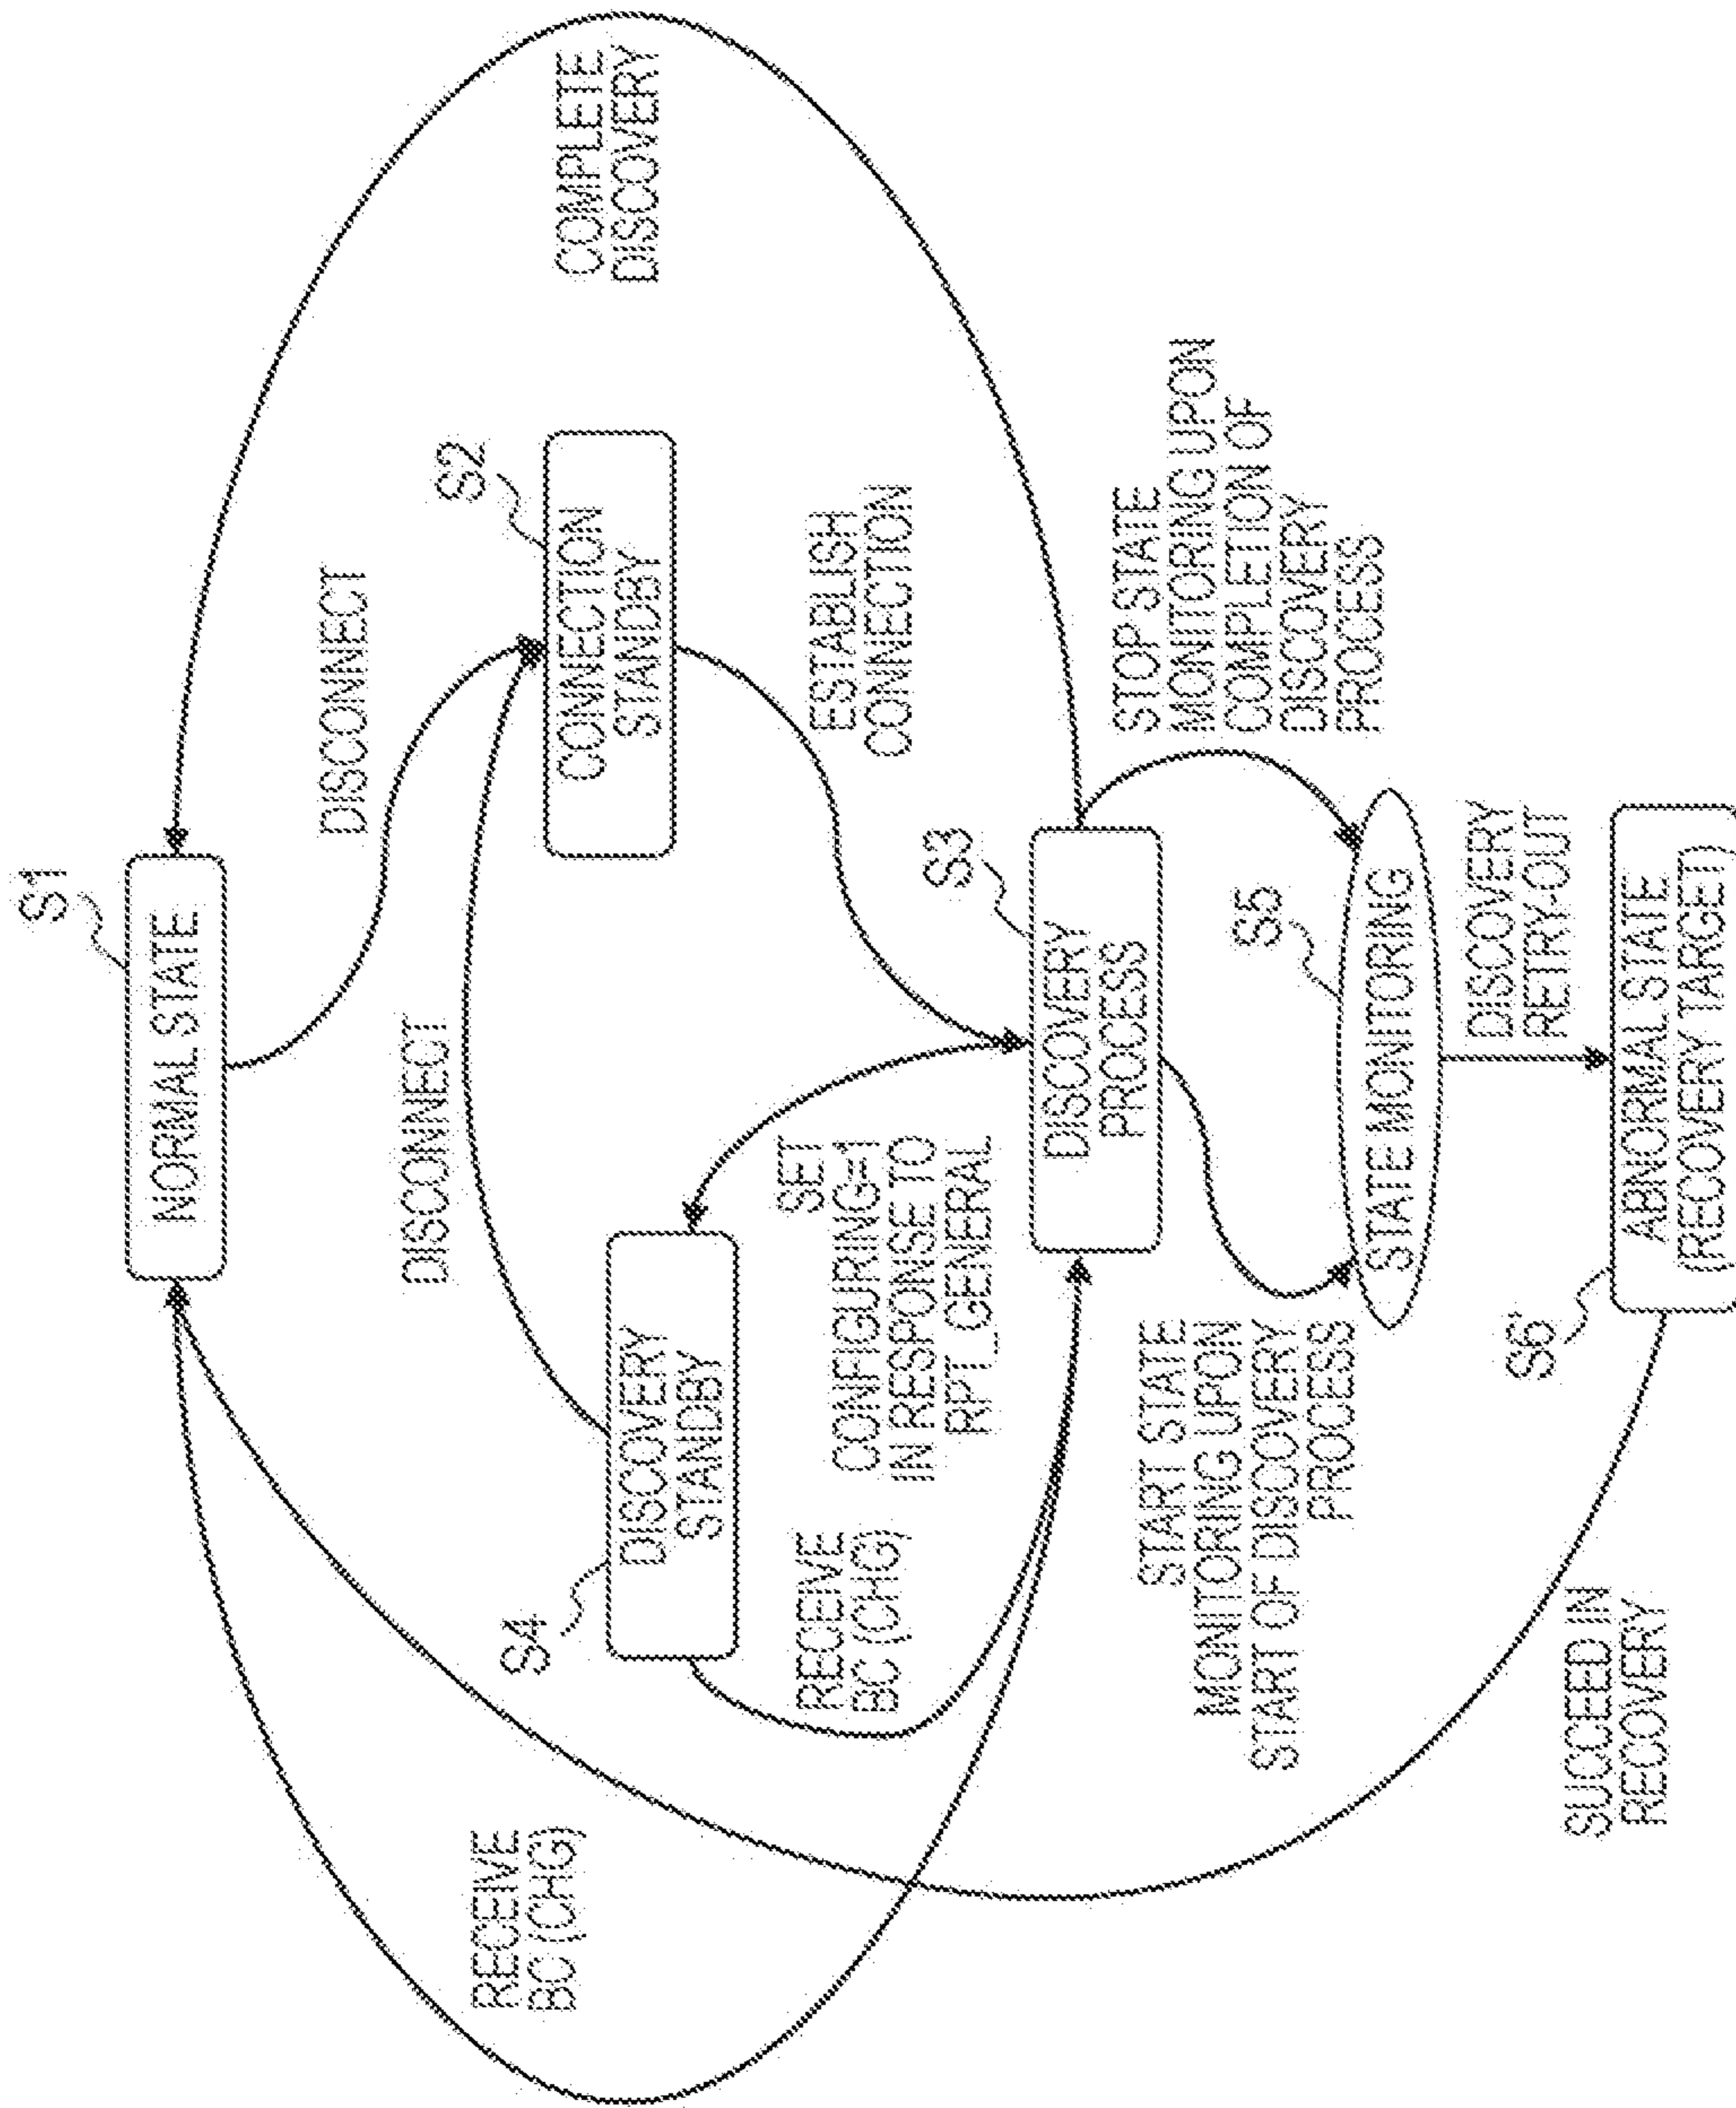 S1
NORMAL STATE
DISCONNECT
COMPLETE
DISCOVERY
S2
CONNECTION
STANDBY
DISCONNECT
ESTABLISH
CONNECTION
RECEIVE
BC (CHG)
S4
DISCOVERY
STANDBY
SET
CONFIGURING=1
IN RESPONSE TO
RPT_GENERAL
RECEIVE
BC (CHG)
S3
DISCOVERY
PROCESS
STOP STATE
MONITORING UPON
COMPLETION OF
DISCOVERY
PROCESS
START STATE
MONITORING UPON
START OF DISCOVERY
PROCESS
S5
STATE MONITORING
DISCOVERY
RETRY-OUT
S6
ABNORMAL STATE
(RECOVERY TARGET)
SUCCEED IN
RECOVERY